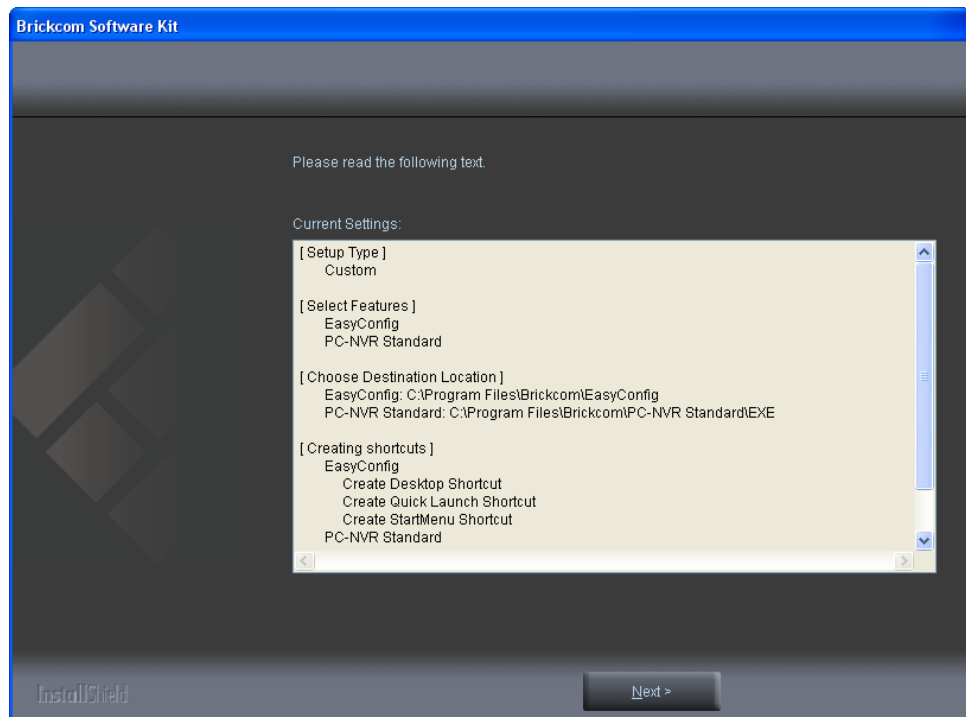 Brickcom Software Kit
Please read the following text.
Current Settings:
[ Setup Type ]
Custom
[ Select Features ]
EasyConfig
PC-NVR Standard
[ Choose Destination Location ]
EasyConfig: C:\Program Files\Brickcom\EasyConfig
PC-NVR Standard: C:\Program Files\Brickcom\PC-NVR Standard\EXE
[ Creating shortcuts ]
EasyConfig
Create Desktop Shortcut
Create Quick Launch Shortcut
Create StartMenu Shortcut
PC-NVR Standard
InstallShield
Next >